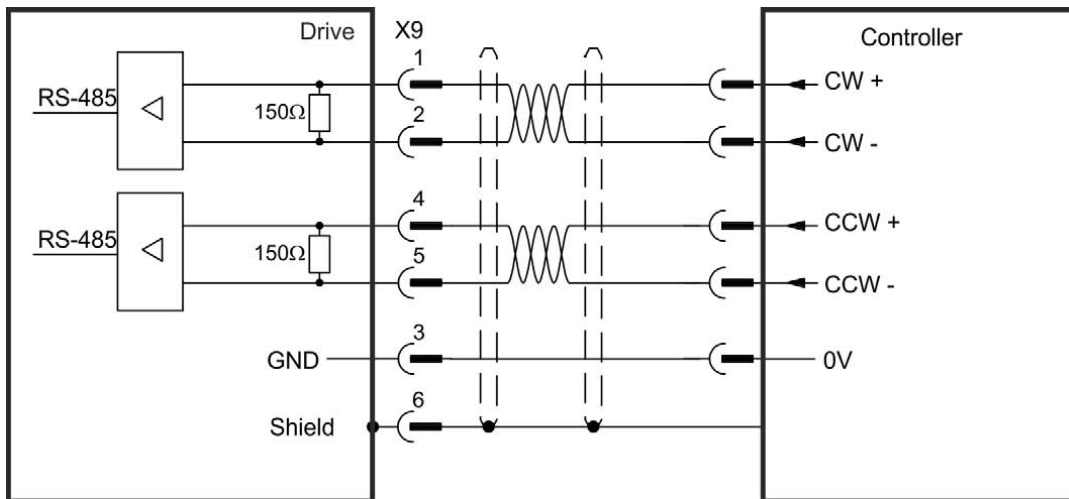 Drive X9 Controller
1
RS-485 150Ω CW +
2 CW -
4
RS-485 150Ω CCW +
5 CCW -
3
GND 0V
6
Shield